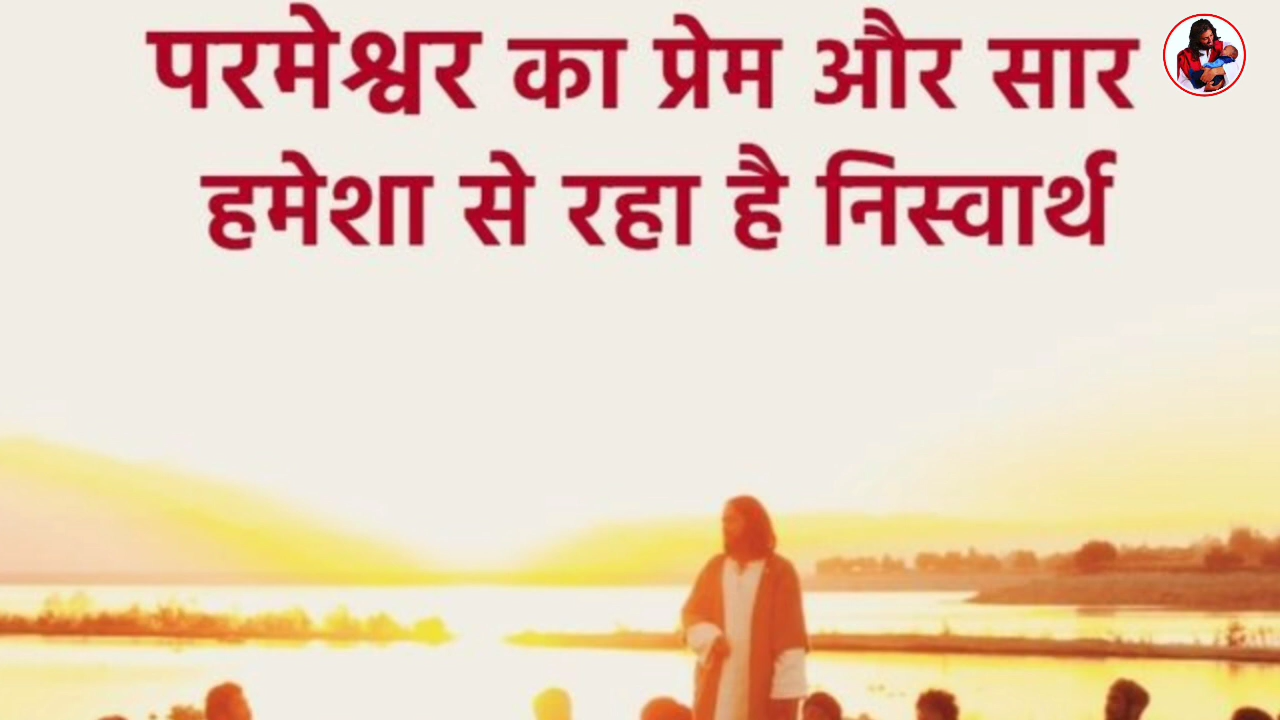 परमेश्वर का प्रेम और सार
हमेशा से रहा है निस्वार्थ